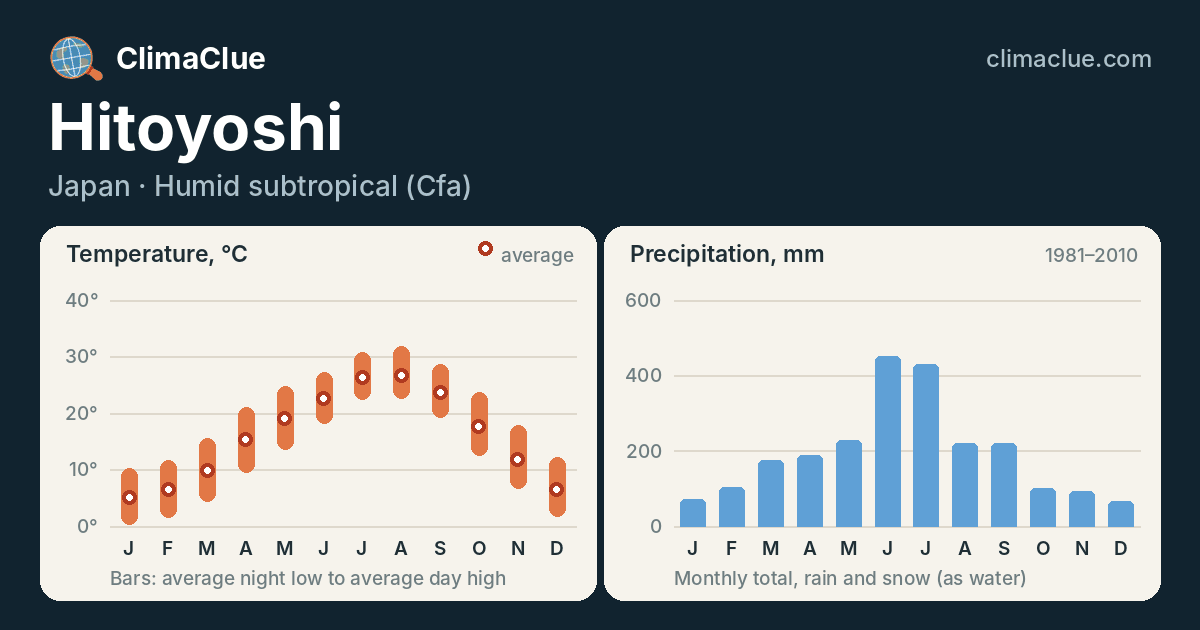 ClimaClue
climaclue.com
Hitoyoshi
Japan · Humid subtropical (Cfa)
Temperature, °C
average
40°
30°
20°
10°
0°
J F M A M J J A S O N D
Bars: average night low to average day high
Precipitation, mm
1981–2010
600
400
200
0
J F M A M J J A S O N D
Monthly total, rain and snow (as water)